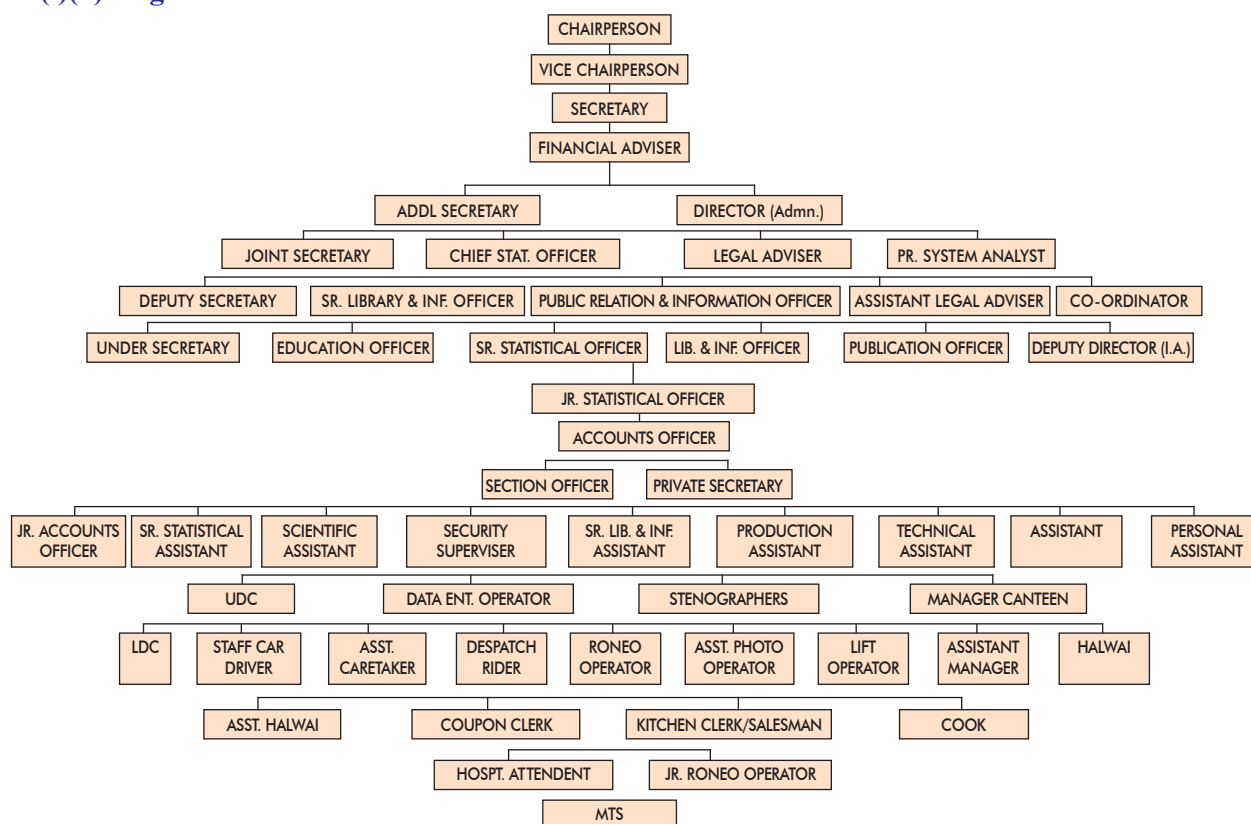 CHAIRPERSON
VICE CHAIRPERSON
SECRETARY
FINANCIAL ADVISER
ADDL SECRETARY
DIRECTOR (Admn.)
JOINT SECRETARY
CHIEF STAT. OFFICER
LEGAL ADVISER
PR. SYSTEM ANALYST
DEPUTY SECRETARY
SR. LIBRARY & INF. OFFICER
PUBLIC RELATION & INFORMATION OFFICER
ASSISTANT LEGAL ADVISER
CO-ORDINATOR
UNDER SECRETARY
EDUCATION OFFICER
SR. STATISTICAL OFFICER
LIB. & INF. OFFICER
PUBLICATION OFFICER
DEPUTY DIRECTOR (I.A.)
JR. STATISTICAL OFFICER
ACCOUNTS OFFICER
SECTION OFFICER
PRIVATE SECRETARY
JR. ACCOUNTS
OFFICER
SR. STATISTICAL
ASSISTANT
SCIENTIFIC
ASSISTANT
SECURITY
SUPERVISER
SR. LIB. & INF.
ASSISTANT
PRODUCTION
ASSISTANT
TECHNICAL
ASSISTANT
ASSISTANT
PERSONAL
ASSISTANT
UDC
DATA ENT. OPERATOR
STENOGRAPHERS
MANAGER CANTEEN
LDC
STAFF CAR
DRIVER
ASST.
CARETAKER
DESPATCH
RIDER
RONEO
OPERATOR
ASST. PHOTO
OPERATOR
LIFT
OPERATOR
ASSISTANT
MANAGER
HALWAI
ASST. HALWAI
COUPON CLERK
KITCHEN CLERK/SALESMAN
COOK
HOSPT. ATTENDENT
JR. RONEO OPERATOR
MTS